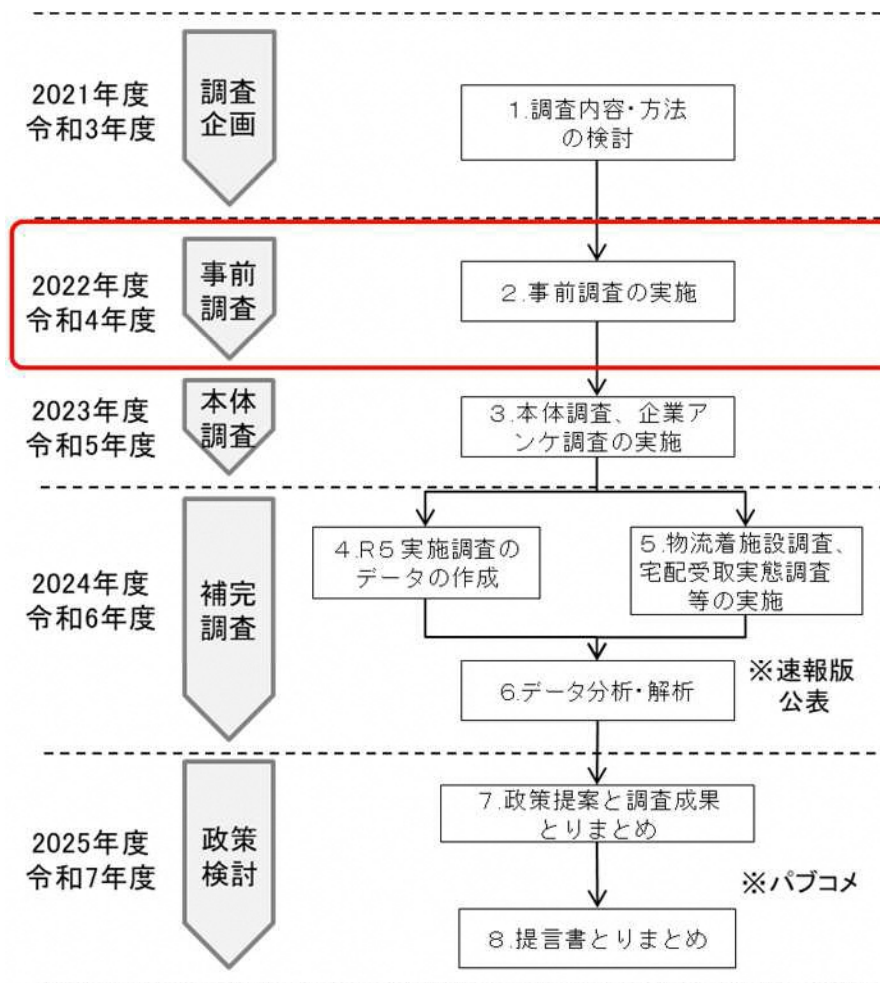 2021年度
令和3年度
調査
企画
1.調査内容・方法
の検討
2022年度
令和4年度
事前
調査
2.事前調査の実施
2023年度
令和5年度
本体
調査
3.本体調査、企業ア
ンケ調査の実施
2024年度
令和6年度
補完
調査
4.R5実施調査の
データの作成
5.物流着施設調査、
宅配受取実態調査
等の実施
6.データ分析・解析
※速報版
公表
2025年度
令和7年度
政策
検討
7.政策提案と調査成果
とりまとめ
※パブコメ
8.提言書とりまとめ